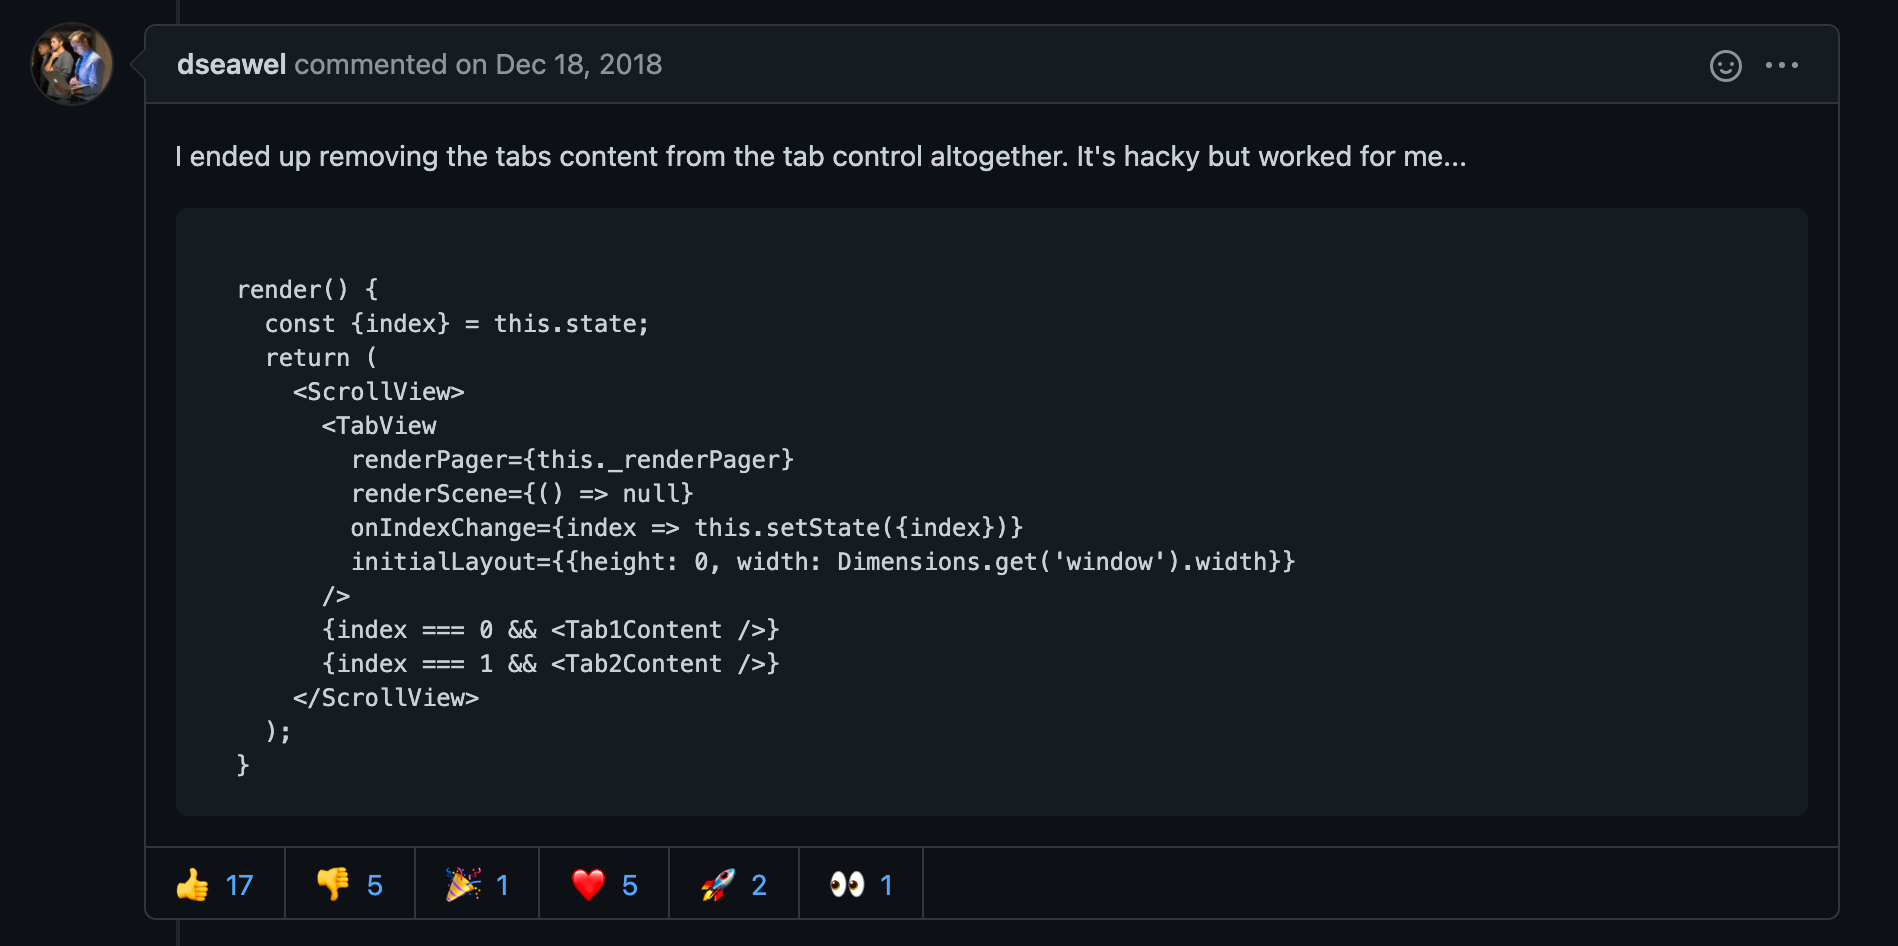 dseawel commented on Dec 18, 2018
I ended up removing the tabs content from the tab control altogether. It's hacky but worked for me...
render() {
  const {index} = this.state;
  return (
    <ScrollView>
      <TabView
        renderPager={this._renderPager}
        renderScene={() => null}
        onIndexChange={index => this.setState({index})}
        initialLayout={{height: 0, width: Dimensions.get('window').width}}
      />
      {index === 0 && <Tab1Content />}
      {index === 1 && <Tab2Content />}
    </ScrollView>
  );
}
17 5 1 5 2 1